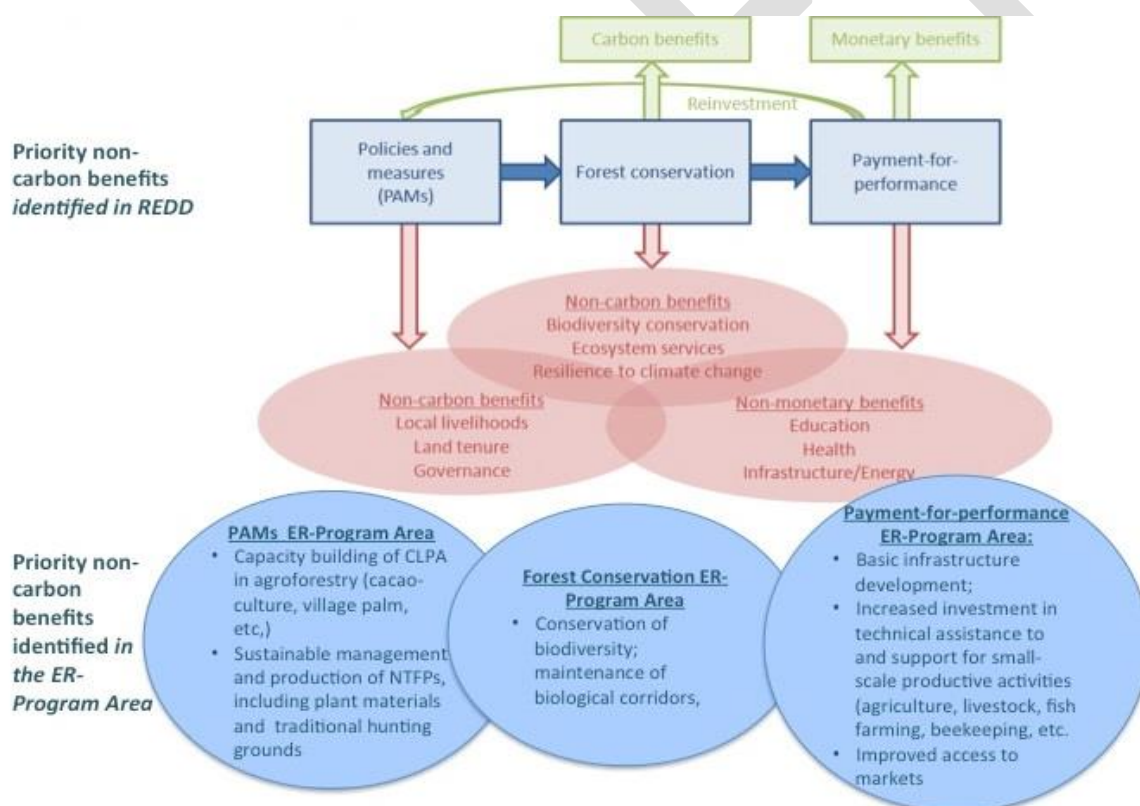 Carbon benefits
Monetary benefits
Reinvestment
Priority non-
carbon benefits
identified in REDD
Policies and
measures
(PAMs)
Forest conservation
Payment-for-
performance
Non-carbon benefits
Biodiversity conservation
Ecosystem services
Resilience to climate change
Non-carbon benefits
Local livelihoods
Land tenure
Governance
Non-monetary benefits
Education
Health
Infrastructure/Energy
Priority non-
carbon
benefits
identified in
the ER-
Program Area
PAMs ER-Program Area
• Capacity building of CLPA
in agroforestry (cacao-
culture, village palm,
etc,)
• Sustainable management
and production of NTFPs,
including plant materials
and traditional hunting
grounds
Forest Conservation ER-
Program Area
• Conservation of
biodiversity;
maintenance of
biological corridors,
Payment-for-performance
ER-Program Area:
• Basic infrastructure
development;
• Increased investment in
technical assistance to
and support for small-
scale productive activities
(agriculture, livestock, fish
farming, beekeeping, etc.
• Improved access to
markets